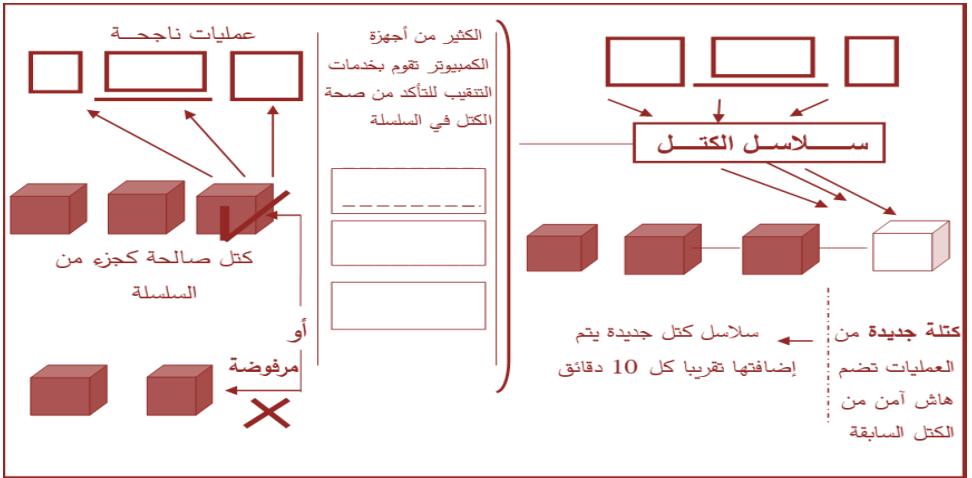 سلاسل الكتل
كتلة جديدة من
العمليات تضم
هاش آمن من
الكتل السابقة
سلاسل كتل جديدة يتم
إضافتها تقريبا كل 10 دقائق
الكثير من أجهزة
الكمبيوتر تقوم بخدمات
التنقيب للتأكد من صحة
الكتل في السلسلة
عمليات ناجحة
كتل صالحة كجزء من
السلسلة
أو
مرفوضة